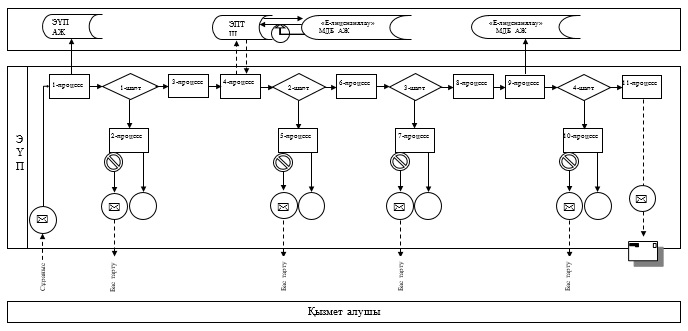 ЭҮП
АЖ
ЭПТ
Ш
«Е-лицензиялау»
МДБ АЖ
«Е-лицензиялау»
МДБ АЖ
Э
Ү
П
1-процесс
1-шарт
3-процесс
4-процесс
2-шарт
6-процесс
3-шарт
8-процесс
9-процесс
4-шарт
11-процесс
2-процесс
5-процесс
7-процесс
10-процесс
Бас тарту
Бас тарту
Бас тарту
Бас тарту
Қызмет алушы